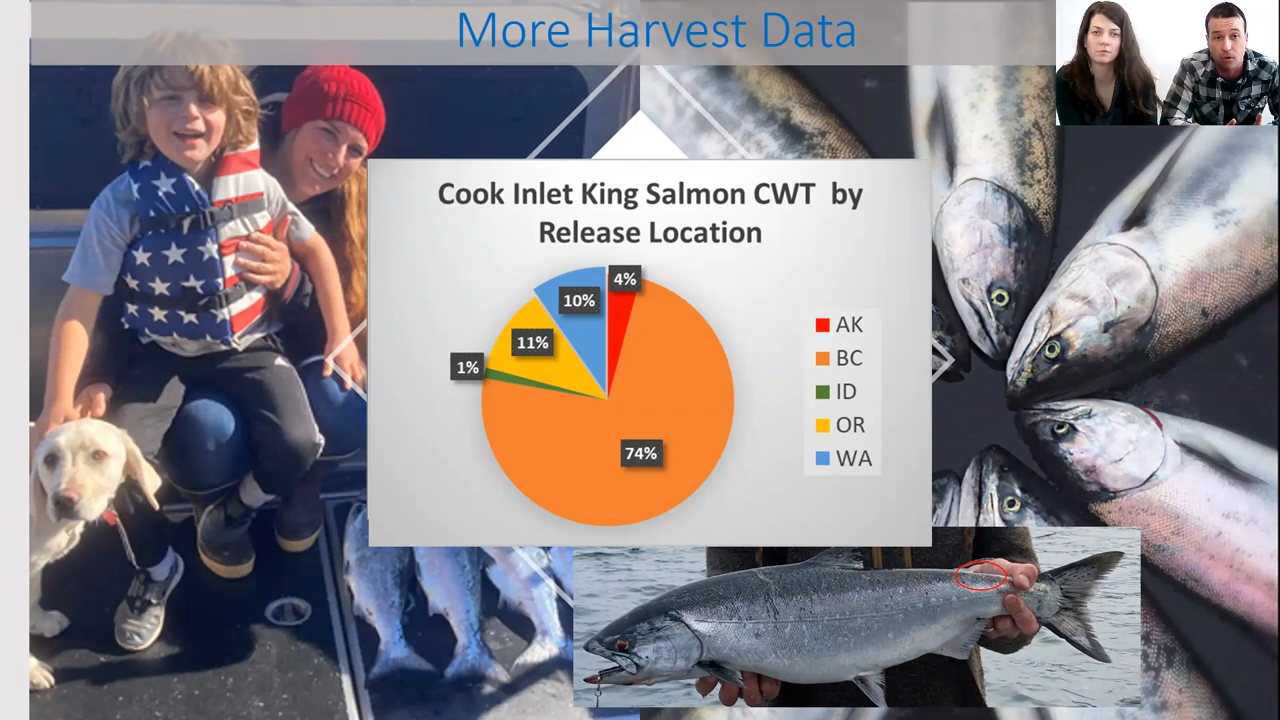 More Harvest Data
Cook Inlet King Salmon CWT by
Release Location
4%
10%
11%
1%
74%
AK
BC
ID
OR
WA